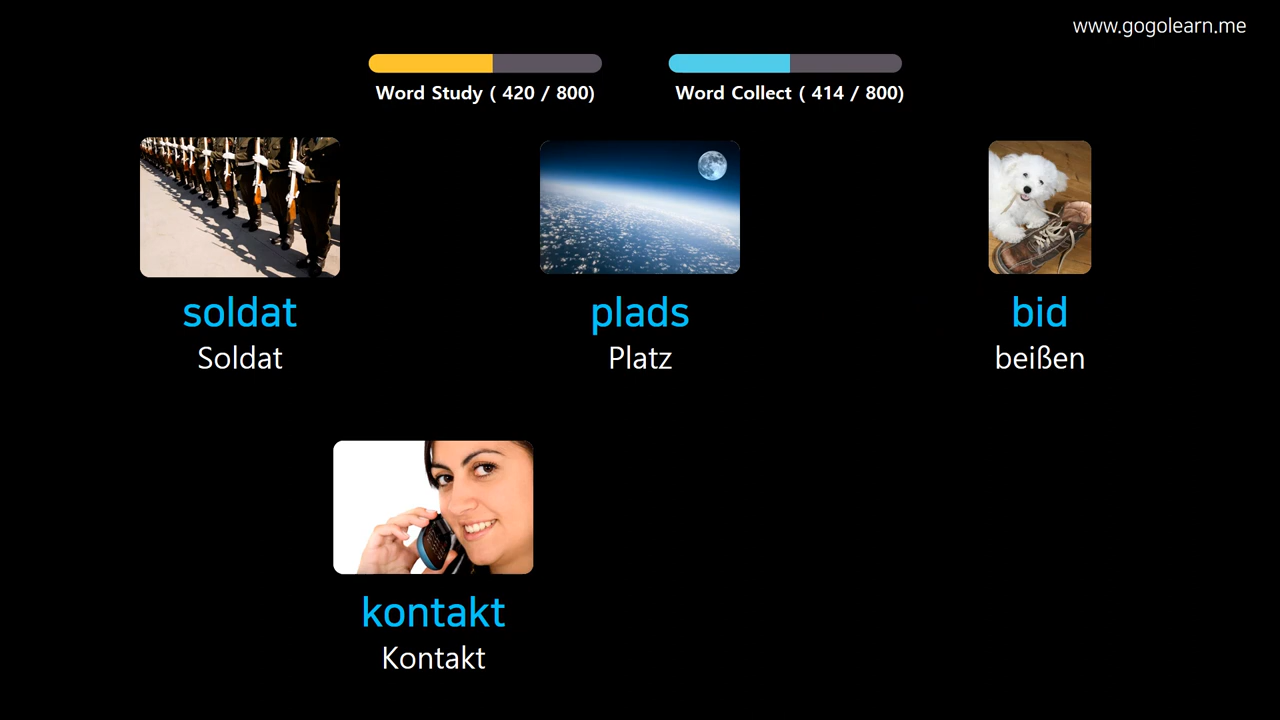 www.gogolearn.me
Word Study ( 420 / 800)
Word Collect ( 414 / 800)
soldat
Soldat
plads
Platz
bid
beißen
kontakt
Kontakt